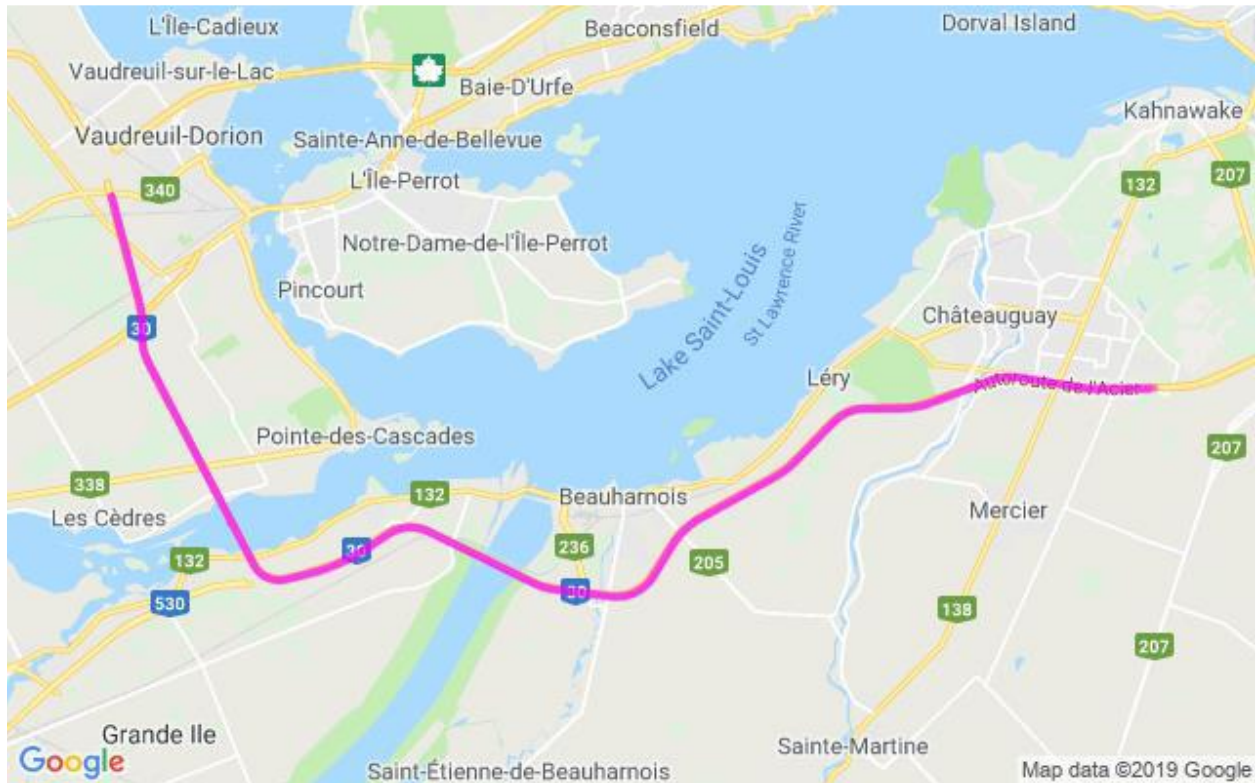 L'Île-Cadieux
Beaconsfield
Dorval Island
Vaudreuil-sur-le-Lac
Baie-D'Urfe
Kahnawake
Vaudreuil-Dorion
Sainte-Anne-de-Bellevue
L'Île-Perrot
340
132
207
Notre-Dame-de-l'Île-Perrot
Pincourt
Lake Saint-Louis
St Lawrence River
30
Châteauguay
Léry
Autoroute de l'Acier
Pointe-des-Cascades
207
338
132
Beauharnois
Les Cèdres
Mercier
132
30
236
205
530
30
138
207
Grande Ile
Sainte-Martine
Google
Saint-Étienne-de-Beauharnois
Map data ©2019 Google